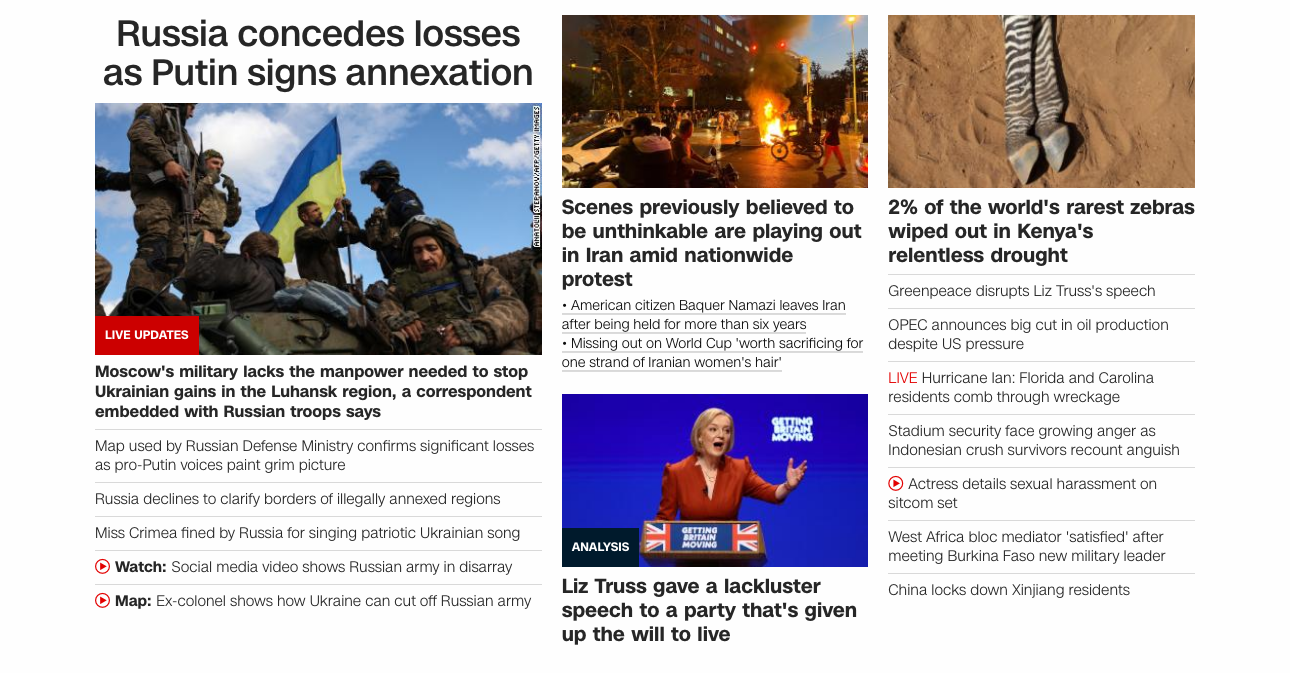 Russia concedes losses
as Putin signs annexation
ANATOLII STEPANOV/AFP/GETTY IMAGES
LIVE UPDATES
Moscow's military lacks the manpower needed to stop
Ukrainian gains in the Luhansk region, a correspondent
embedded with Russian troops says
Map used by Russian Defense Ministry confirms significant losses
as pro-Putin voices paint grim picture
Russia declines to clarify borders of illegally annexed regions
Miss Crimea fined by Russia for singing patriotic Ukrainian song
Watch: Social media video shows Russian army in disarray
Map: Ex-colonel shows how Ukraine can cut off Russian army
Scenes previously believed to
be unthinkable are playing out
in Iran amid nationwide
protest
• American citizen Baquer Namazi leaves Iran
after being held for more than six years
• Missing out on World Cup 'worth sacrificing for
one strand of Iranian women's hair'
GETTING
BRITAIN
MOVING
GETTING
BRITAIN
MOVING
ANALYSIS
Liz Truss gave a lackluster
speech to a party that's given
up the will to live
2% of the world's rarest zebras
wiped out in Kenya's
relentless drought
Greenpeace disrupts Liz Truss's speech
OPEC announces big cut in oil production
despite US pressure
LIVE Hurricane Ian: Florida and Carolina
residents comb through wreckage
Stadium security face growing anger as
Indonesian crush survivors recount anguish
Actress details sexual harassment on
sitcom set
West Africa bloc mediator 'satisfied' after
meeting Burkina Faso new military leader
China locks down Xinjiang residents